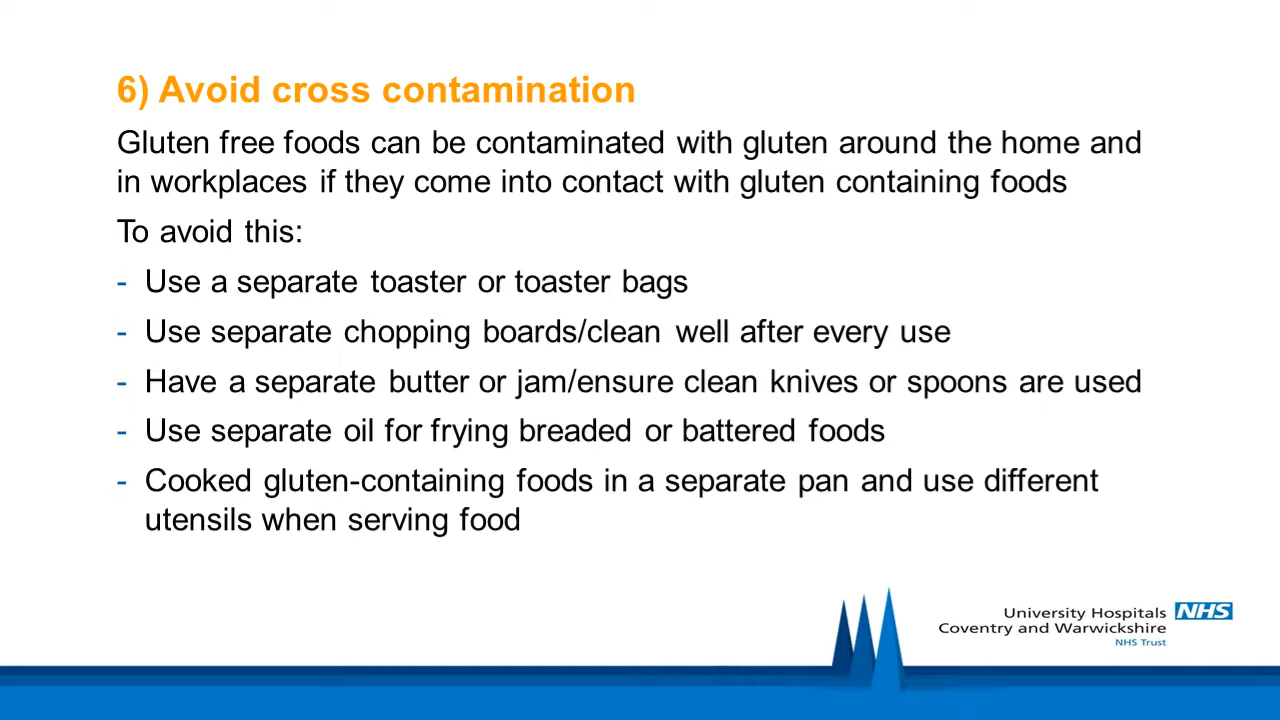 6) Avoid cross contamination
Gluten free foods can be contaminated with gluten around the home and
in workplaces if they come into contact with gluten containing foods
To avoid this:
- Use a separate toaster or toaster bags
- Use separate chopping boards/clean well after every use
- Have a separate butter or jam/ensure clean knives or spoons are used
- Use separate oil for frying breaded or battered foods
- Cooked gluten-containing foods in a separate pan and use different
utensils when serving food
University Hospitals NHS
Coventry and Warwickshire
NHS Trust